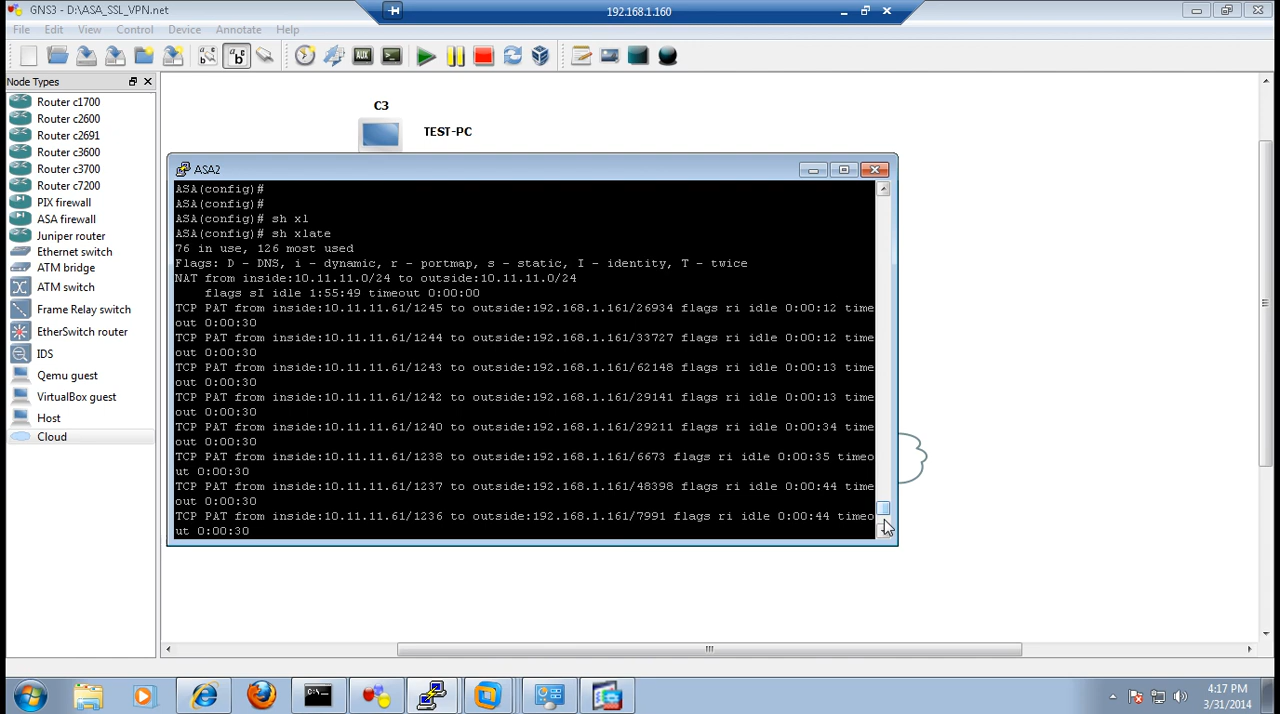 GNS3 - D:\ASA_SSL_VPN.net
192.168.1.160
File Edit View Control Device Annotate Help
Node Types
Router c1700
Router c2600
Router c2691
Router c3600
Router c3700
Router c7200
PIX firewall
ASA firewall
Juniper router
Ethernet switch
ATM bridge
ATM switch
Frame Relay switch
EtherSwitch router
IDS
Qemu guest
VirtualBox guest
Host
Cloud
C3
TEST-PC
ASA2
ASA(config)#
ASA(config)#
ASA(config)# sh xl
ASA(config)# sh xlate
76 in use, 126 most used
Flags: D - DNS, i - dynamic, r - portmap, s - static, I - identity, T - twice
NAT from inside:10.11.11.0/24 to outside:10.11.11.0/24
flags sI idle 1:55:49 timeout 0:00:00
TCP PAT from inside:10.11.11.61/1245 to outside:192.168.1.161/26934 flags ri idle 0:00:12 time
out 0:00:30
TCP PAT from inside:10.11.11.61/1244 to outside:192.168.1.161/33727 flags ri idle 0:00:12 time
out 0:00:30
TCP PAT from inside:10.11.11.61/1243 to outside:192.168.1.161/62148 flags ri idle 0:00:13 time
out 0:00:30
TCP PAT from inside:10.11.11.61/1242 to outside:192.168.1.161/29141 flags ri idle 0:00:13 time
out 0:00:30
TCP PAT from inside:10.11.11.61/1240 to outside:192.168.1.161/29211 flags ri idle 0:00:34 time
out 0:00:30
TCP PAT from inside:10.11.11.61/1238 to outside:192.168.1.161/6673 flags ri idle 0:00:35 timeo
ut 0:00:30
TCP PAT from inside:10.11.11.61/1237 to outside:192.168.1.161/48398 flags ri idle 0:00:44 time
out 0:00:30
TCP PAT from inside:10.11.11.61/1236 to outside:192.168.1.161/7991 flags ri idle 0:00:44 timeo
ut 0:00:30
4:17 PM
3/31/2014